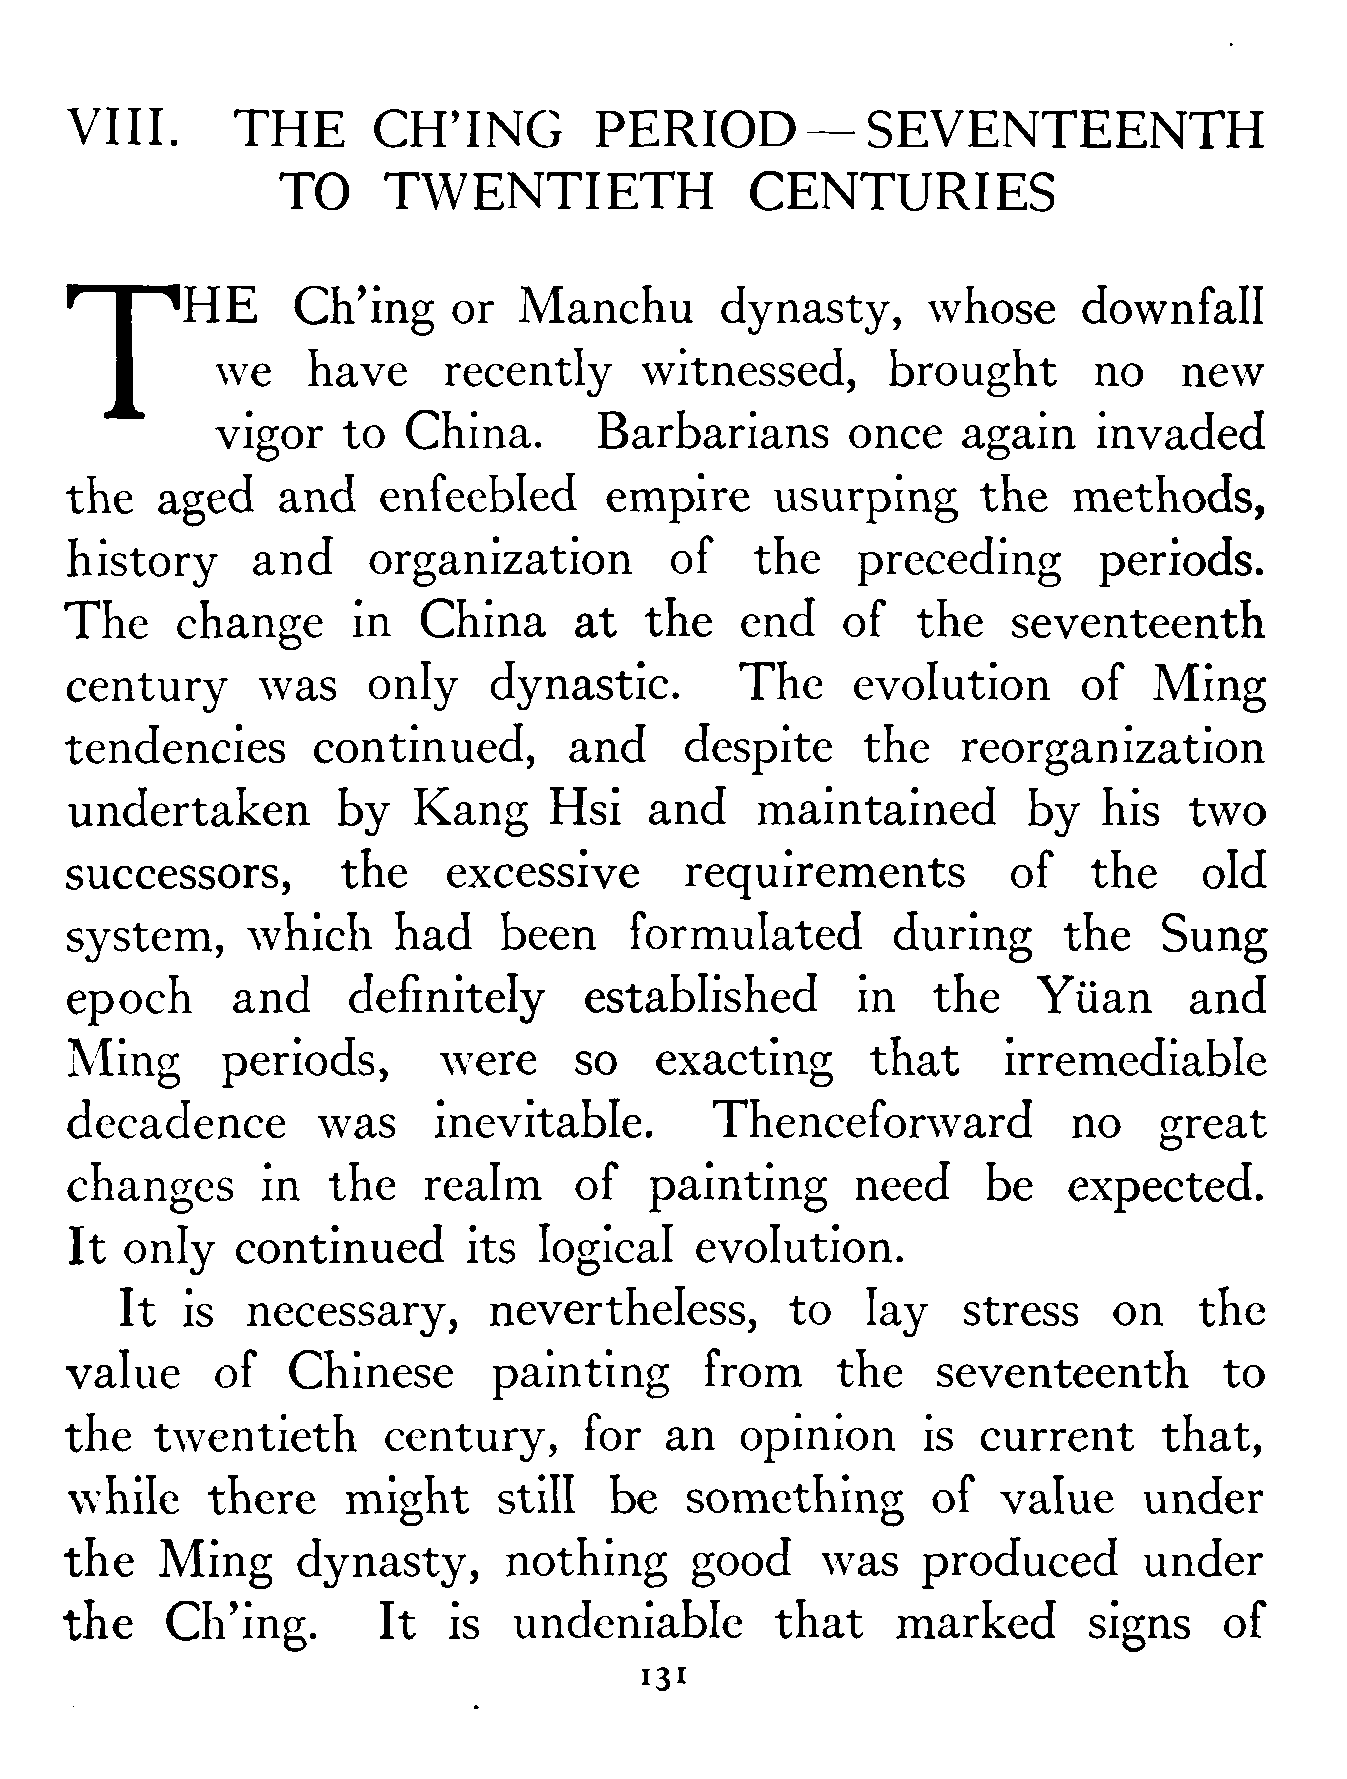 VIII. THE CH'ING PERIOD — SEVENTEENTH
TO TWENTIETH CENTURIES
THE Ch'ing or Manchu dynasty, whose downfall
we have recently witnessed, brought no new
vigor to China. Barbarians once again invaded
the aged and enfeebled empire usurping the methods,
history and organization of the preceding periods.
The change in China at the end of the seventeenth
century was only dynastic. The evolution of Ming
tendencies continued, and despite the reorganization
undertaken by Kang Hsi and maintained by his two
successors, the excessive requirements of the old
system, which had been formulated during the Sung
epoch and definitely established in the Yüan and
Ming periods, were so exacting that irremediable
decadence was inevitable. Thenceforward no great
changes in the realm of painting need be expected.
It only continued its logical evolution.
It is necessary, nevertheless, to lay stress on the
value of Chinese painting from the seventeenth to
the twentieth century, for an opinion is current that,
while there might still be something of value under
the Ming dynasty, nothing good was produced under
the Ch'ing. It is undeniable that marked signs of
131